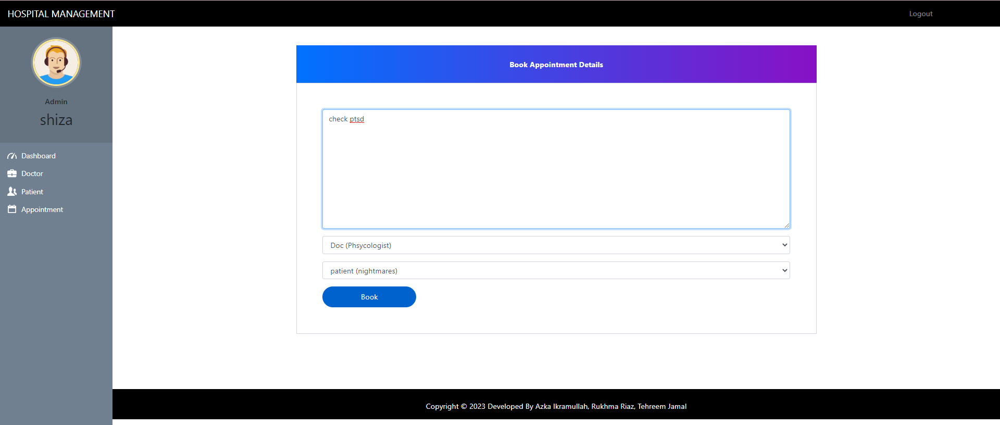 HOSPITAL MANAGEMENT
Logout
Admin
shiza
Dashboard
Doctor
Patient
Appointment
Book Appointment Details
check ptsd
Doc (Phsycologist)
patient (nightmares)
Book
Copyright © 2023 Developed By Azka Ikramullah, Rukhma Riaz, Tehreem Jamal